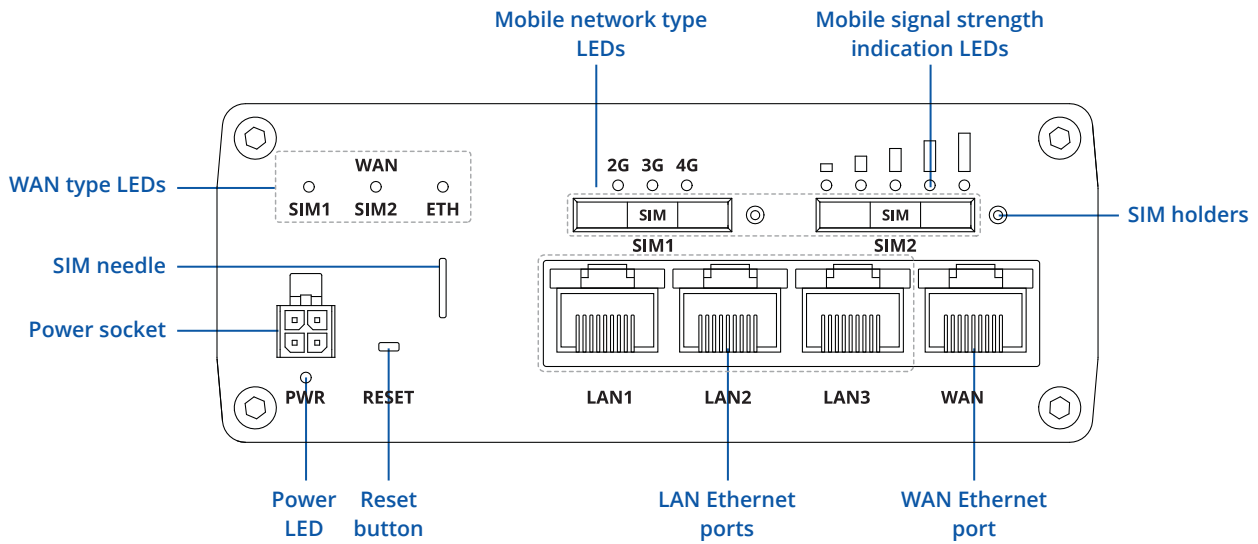 Mobile network type
LEDs
Mobile signal strength
indication LEDs
WAN type LEDs
WAN
SIM1
SIM2
ETH
2G 3G 4G
SIM
SIM
SIM1
SIM2
SIM holders
SIM needle
Power socket
PWR
RESET
LAN1
LAN2
LAN3
WAN
Power
LED
Reset
button
LAN Ethernet
ports
WAN Ethernet
port